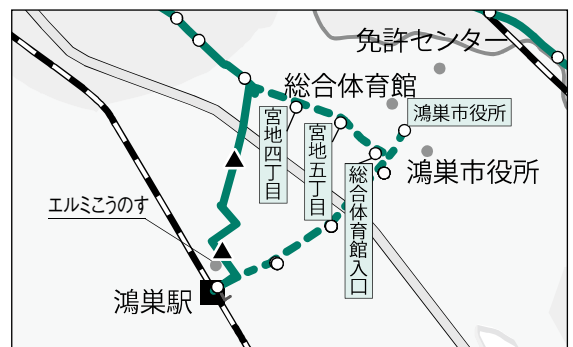 免許センター
総合体育館
鴻巣市役所
宮地四丁目
宮地五丁目
総合体育館入口
鴻巣市役所
エルミこうのす
鴻巣駅